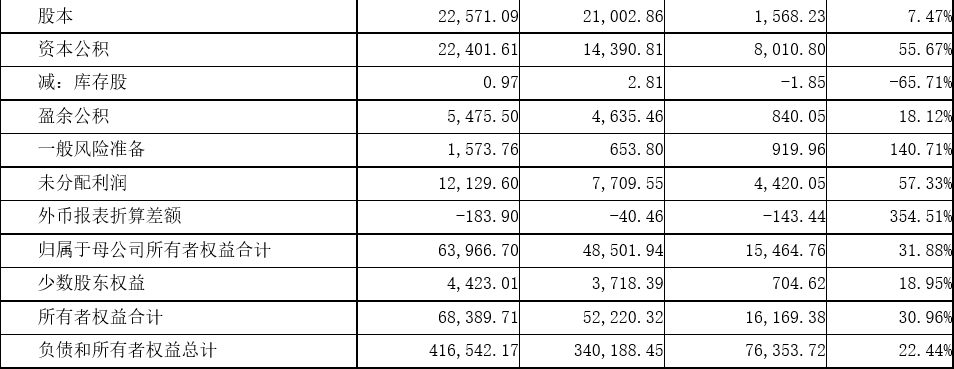 股本 22,571.09 21,002.86 1,568.23 7.47%
资本公积 22,401.61 14,390.81 8,010.80 55.67%
减：库存股 0.97 2.81 -1.85 -65.71%
盈余公积 5,475.50 4,635.46 840.05 18.12%
一般风险准备 1,573.76 653.80 919.96 140.71%
未分配利润 12,129.60 7,709.55 4,420.05 57.33%
外币报表折算差额 -183.90 -40.46 -143.44 354.51%
归属于母公司所有者权益合计 63,966.70 48,501.94 15,464.76 31.88%
少数股东权益 4,423.01 3,718.39 704.62 18.95%
所有者权益合计 68,389.71 52,220.32 16,169.38 30.96%
负债和所有者权益总计 416,542.17 340,188.45 76,353.72 22.44%